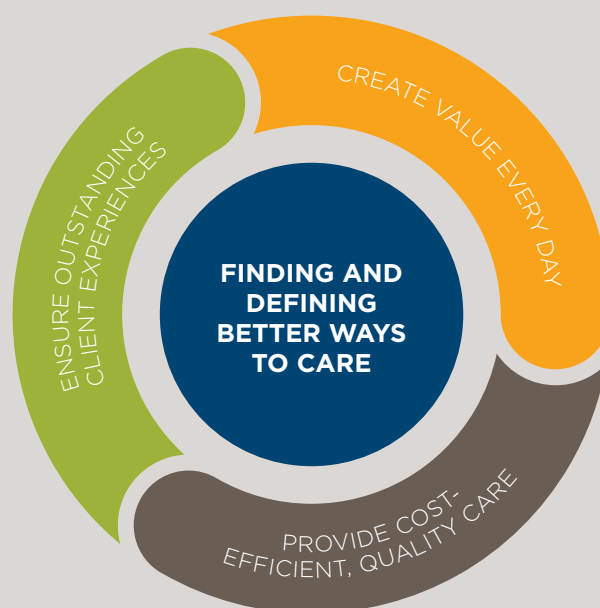 CREATE VALUE EVERY DAY
ENSURE OUTSTANDING
CLIENT EXPERIENCES
FINDING AND
DEFINING
BETTER WAYS
TO CARE
PROVIDE COST-
EFFICIENT, QUALITY CARE